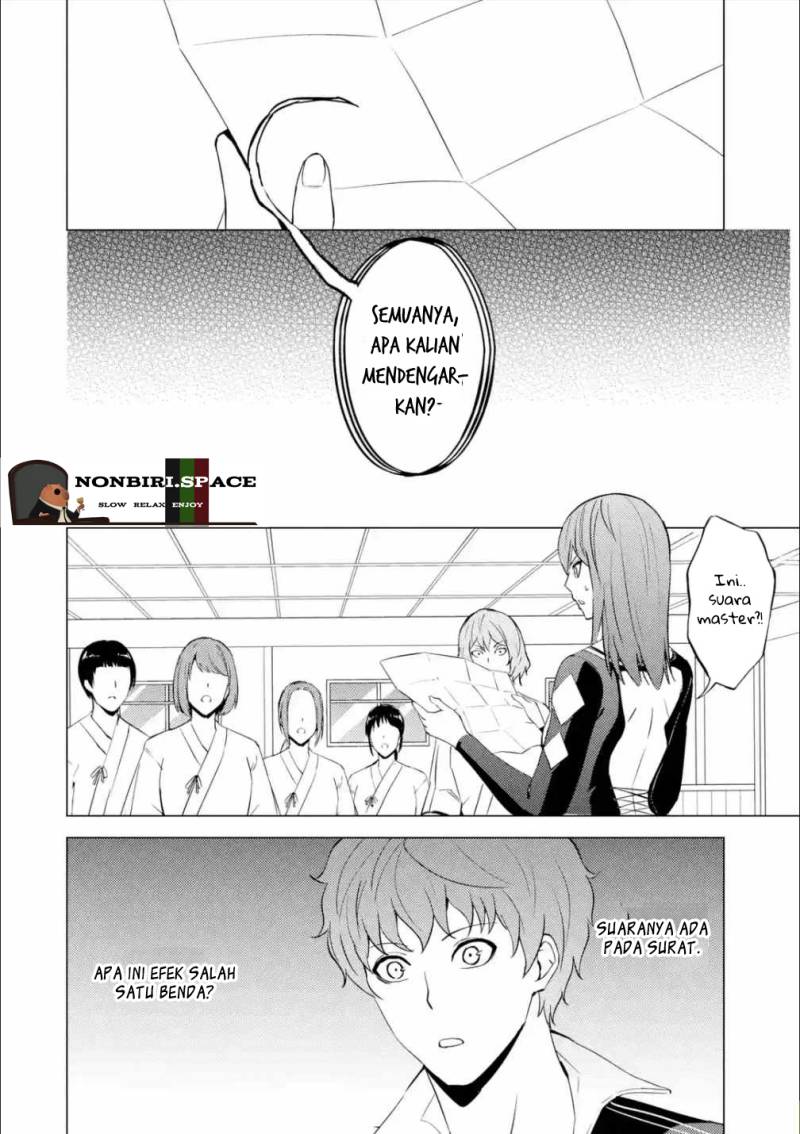 SEMUANYA,
APA KALIAN
MENDENGAR-
KAN?-
NONBIRI.SPACE
SLOW RELAX ENJOY
Ini..
suara
master?!
SUARANYA ADA
PADA SURAT.
APA INI EFEK SALAH
SATU BENDA?